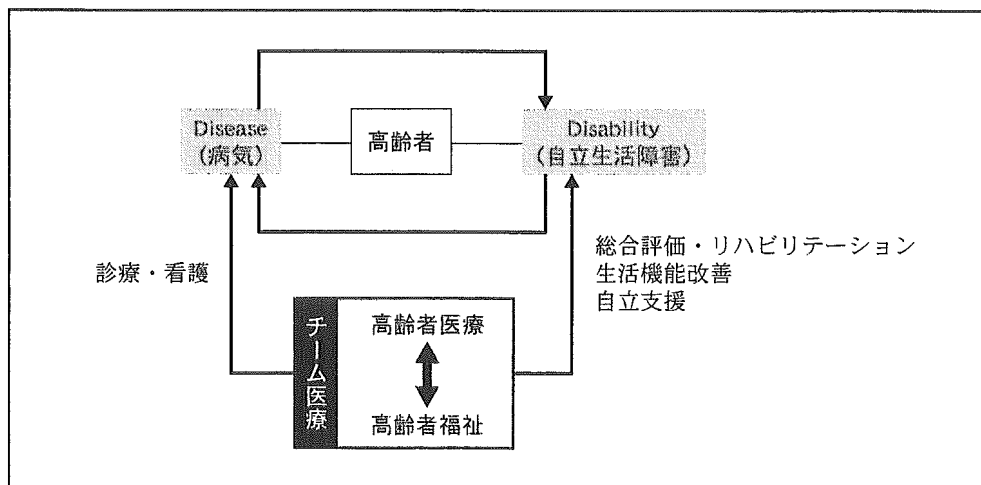 Disease
(病気)
高齢者
Disability
(自立生活障害)
診療・看護
総合評価・リハビリテーション
生活機能改善
自立支援
チーム医療
高齢者医療
高齢者福祉